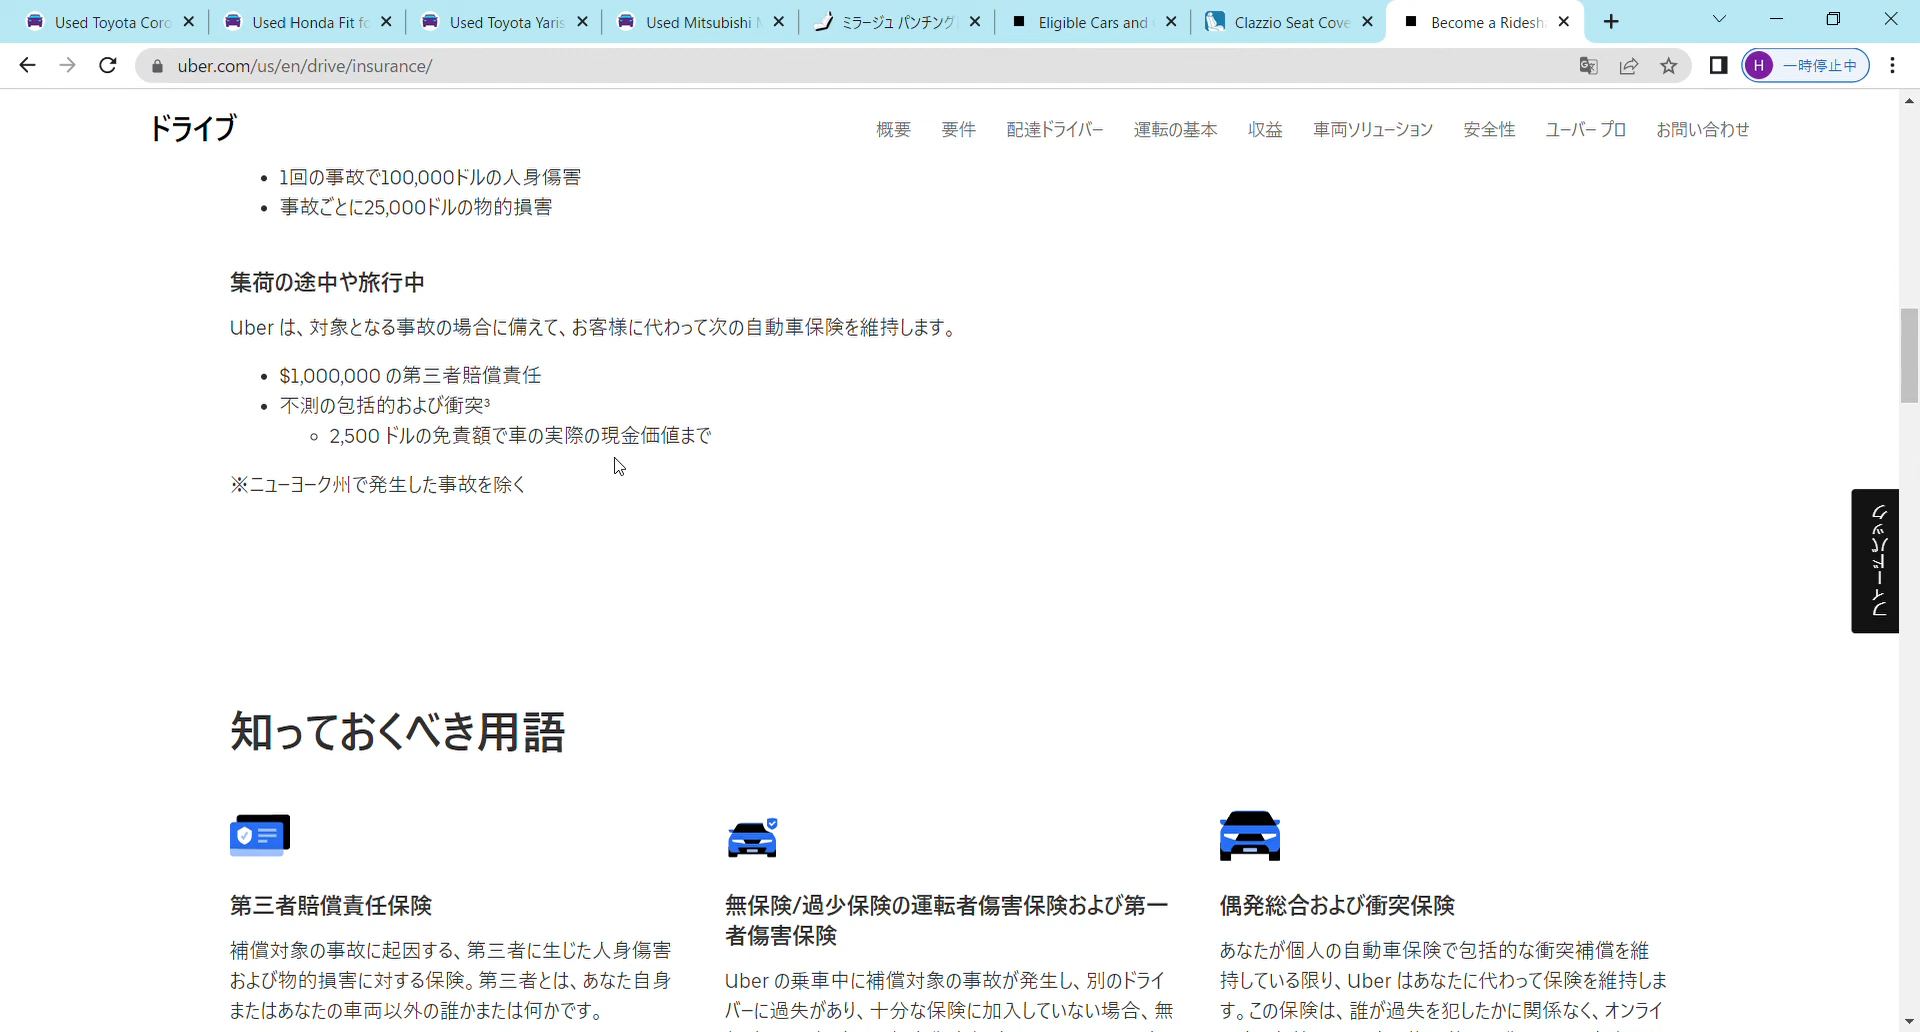 Used Toyota Coro
Used Honda Fit fo
Used Toyota Yaris
Used Mitsubishi M
ミラージュ パンチング
Eligible Cars and
Clazzio Seat Cove
Become a Ridesh
uber.com/us/en/drive/insurance/
H 一時停止中
ドライブ
概要 要件 配達ドライバー 運転の基本 収益 車両ソリューション 安全性 ユーバー プロ お問い合わせ
• 1回の事故で100,000ドルの人身傷害
• 事故ごとに25,000ドルの物的損害
集荷の途中や旅行中
Uber は、対象となる事故の場合に備えて、お客様に代わって次の自動車保険を維持します。
• $1,000,000 の第三者賠償責任
• 不測の包括的および衝突³
○ 2,500 ドルの免責額で車の実際の現金価値まで
※ニューヨーク州で発生した事故を除く
フィードバック
知っておくべき用語
第三者賠償責任保険
補償対象の事故に起因する、第三者に生じた人身傷害
および物的損害に対する保険。第三者とは、あなた自身
またはあなたの車両以外の誰かまたは何かです。
無保険/過少保険の運転者傷害保険および第一
者傷害保険
Uber の乗車中に補償対象の事故が発生し、別のドライ
バーに過失があり、十分な保険に加入していない場合、無
偶発総合および衝突保険
あなたが個人の自動車保険で包括的な衝突補償を維
持している限り、Uber はあなたに代わって保険を維持しま
す。この保険は、誰が過失を犯したかに関係なく、オンライ